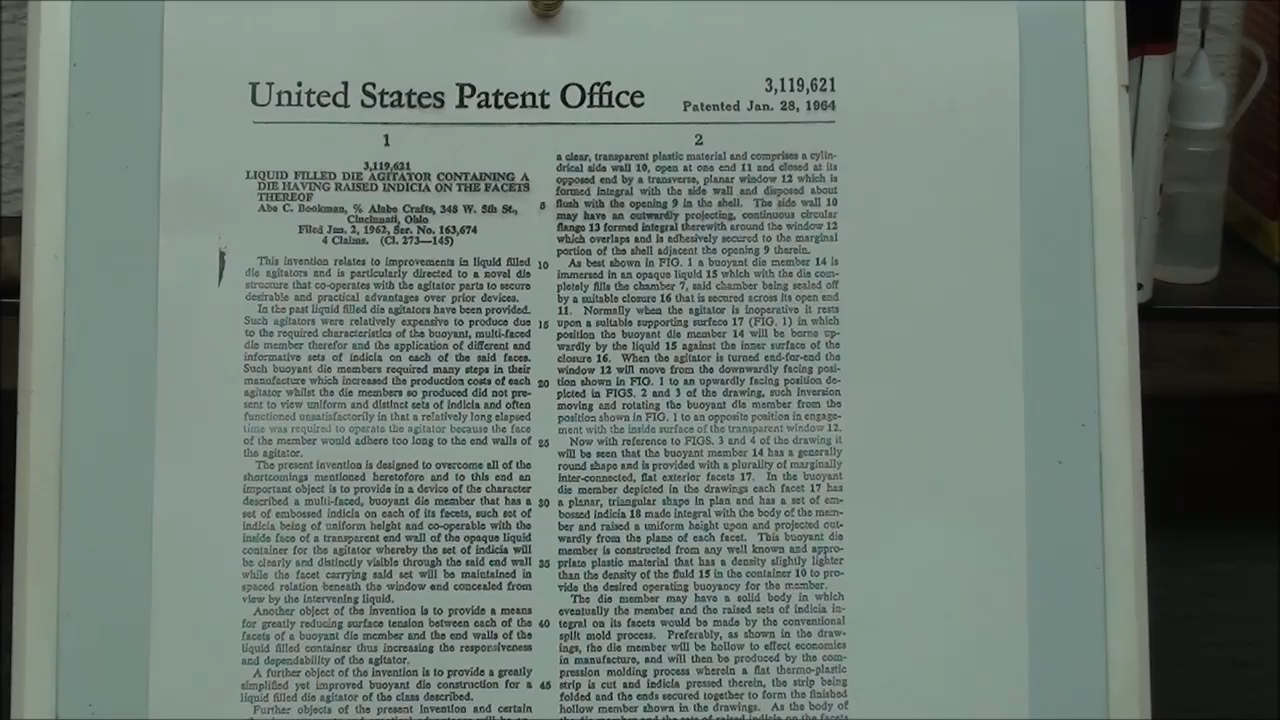 United States Patent Office
3,119,621
Patented Jan. 28, 1964
1
3,119,621
LIQUID FILLED DIE AGITATOR CONTAINING A
DIE HAVING RAISED INDICIA ON THE FACETS
THEREOF
Abe C. Bookman, % Alabe Crafts, 348 W. 5th St.,
Cincinnati, Ohio
Filed Jan. 2, 1962, Ser. No. 163,674
4 Claims. (Cl. 273—145)
This invention relates to improvements in liquid filled
die agitators and is particularly directed to a novel die
structure that co-operates with the agitator parts to secure
desirable and practical advantages over prior devices.
In the past liquid filled die agitators have been provided.
Such agitators were relatively expensive to produce due
to the required characteristics of the buoyant, multi-faced
die member therefor and the application of different and
informative sets of indicia on each of the said faces.
Such buoyant die members required many steps in their
manufacture which increased the production costs of each
agitator whilst the die members so produced did not pre-
sent to view uniform and distinct sets of indicia and often
functioned unsatisfactorily in that a relatively long elapsed
time was required to operate the agitator because the face
of the member would adhere too long to the end walls of
the agitator.
The present invention is designed to overcome all of the
shortcomings mentioned heretofore and to this end an
important object is to provide in a device of the character
described a multi-faced, buoyant die member that has a
set of embossed indicia on each of its facets, such set of
indicia being of uniform height and co-operable with the
inside face of a transparent end wall of the opaque liquid
container for the agitator whereby the set of indicia will
be clearly and distinctly visible through the said end wall
while the facet carrying said set will be maintained in
spaced relation beneath the window end concealed from
view by the intervening liquid.
Another object of the invention is to provide a means
for greatly reducing surface tension between each of the
facets of a buoyant die member and the end walls of the
liquid filled container thus increasing the responsiveness
and dependability of the agitator.
A further object of the invention is to provide a greatly
simplified yet improved buoyant die construction for a
liquid filled die agitator of the class described.
Further objects of the present invention and certain
5
10
15
20
25
30
35
40
45
2
a clear, transparent plastic material and comprises a cylin-
drical side wall 10, open at one end 11 and closed at its
opposed end by a transverse, planar window 12 which is
formed integral with the side wall and disposed about
flush with the opening 9 in the shell. The side wall 10
may have an outwardly projecting, continuous circular
flange 13 formed integral therewith around the window 12
which overlaps and is adhesively secured to the marginal
portion of the shell adjacent the opening 9 therein.
As best shown in FIG. 1 a buoyant die member 14 is
immersed in an opaque liquid 15 which with the die com-
pletely fills the chamber 7, said chamber being sealed off
by a suitable closure 16 that is secured across its open end
11. Normally when the agitator is inoperative it rests
upon a suitable supporting surface 17 (FIG. 1) in which
position the buoyant die member 14 will be borne up-
wardly by the liquid 15 against the inner surface of the
closure 16. When the agitator is turned end-for-end the
window 12 will move from the downwardly facing posi-
tion shown in FIG. 1 to an upwardly facing position de-
picted in FIGS. 2 and 3 of the drawing, such inversion
moving and rotating the buoyant die member from the
position shown in FIG. 1 to an opposite position in engage-
ment with the inside surface of the transparent window 12.
Now with reference to FIGS. 3 and 4 of the drawing it
will be seen that the buoyant member 14 has a generally
round shape and is provided with a plurality of marginally
inter-connected, flat exterior facets 17. In the buoyant
die member depicted in the drawings each facet 17 has
a planar, triangular shape in plan and has a set of em-
bossed indicia 18 made integral with the body of the mem-
ber and raised a uniform height upon and projected out-
wardly from the plane of each facet. This buoyant die
member is constructed from any well known and appro-
priate plastic material that has a density slightly lighter
than the density of the fluid 15 in the container 10 to pro-
vide the desired operating buoyancy for the member.
The die member may have a solid body in which
eventually the member and the raised sets of indicia in-
tegral on its facets would be made by the conventional
split mold process. Preferably, as shown in the draw-
ings, the die member will be hollow to effect economies
in manufacture, and will then be produced by the com-
pression molding process wherein a flat thermo-plastic
strip is cut and indicia pressed therein, the strip being
folded and the ends secured together to form the finished
hollow member shown in the drawings. As the body of